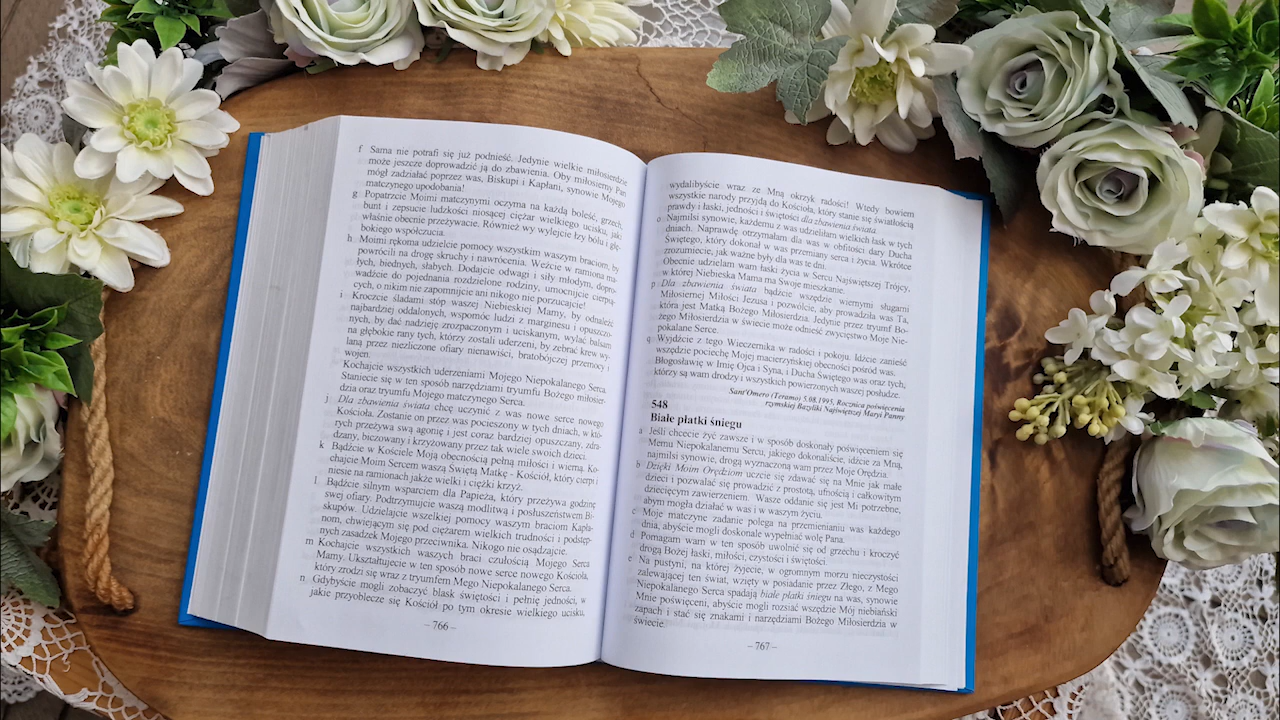 f Sama nie potrafi się już podnieść. Jedynie wielkie miłosierdzie
może jeszcze doprowadzić ją do zbawienia. Oby miłosierny Pan
mógł zadziałać poprzez was, Biskupi i Kapłani, synowie Mojego
matczynego upodobania!
g Popatrzcie Moimi matczynymi oczyma na każdą boleść, grzech,
bunt i zepsucie ludzkości niosącej ciężar wielkiego ucisku, jaki
właśnie obecnie przeżywacie. Również wy wylejcie łzy bólu i głę-
bokiego współczucia.
h Moimi rękoma udzielcie pomocy wszystkim waszym braciom, by
powrócili na drogę skruchy i nawrócenia. Weźcie w ramiona ma-
łych, biednych, słabych. Dodajcie odwagi i siły młodym, dopro-
wadźcie do pojednania rozdzielone rodziny, umocnijcie cierpią-
cych, o nikim nie zapomnijcie ani nikogo nie porzucajcie!
i Kroczcie śladami stóp waszej Niebieskiej Mamy, by odnaleźć
najbardziej oddalonych, wspomóc ludzi z marginesu i opuszczo-
nych, by dać nadzieję zrozpaczonym i uciskanym, wylać balsam
na głębokie rany tych, którzy zostali uderzeni, by zebrać krew wy-
laną przez niezliczone ofiary nienawiści, bratobójczej przemocy i
wojen.
Kochajcie wszystkich uderzeniami Mojego Niepokalanego Serca.
Staniecie się w ten sposób narzędziami tryumfu Bożego miłosier-
dzia oraz tryumfu Mojego matczynego Serca.
j Dla zbawienia świata chcę uczynić z was nowe serce nowego
Kościoła. Zostanie on przez was pocieszony w tych dniach, w któ-
rych przeżywa swą agonię i jest coraz bardziej opuszczany, zdra-
dzany, biczowany i krzyżowany przez tak wiele swoich dzieci.
k Bądźcie w Kościele Moją obecnością pełną miłości i wierną. Ko-
chajcie Moim Sercem waszą Świętą Matkę - Kościół, który cierpi i
niesie na ramionach jakże wielki i ciężki krzyż.
l Bądźcie silnym wsparciem dla Papieża, który przeżywa godzinę
swej ofiary. Podtrzymujcie waszą modlitwą i posłuszeństwem Bi-
skupów. Udzielajcie wszelkiej pomocy waszym braciom Kapła-
nom, chwiejącym się pod ciężarem wielkich trudności i podstęp-
nych zasadzek Mojego przeciwnika. Nikogo nie osądzajcie.
m Kochajcie wszystkich waszych braci czułością Mojego Serca
Mamy. Ukształtujecie w ten sposób nowe serce nowego Kościoła,
który zrodzi się wraz z tryumfem Mego Niepokalanego Serca.
n Gdybyście mogli zobaczyć blask świętości i pełnię jedności, w
jakie przyoblecze się Kościół po tym okresie wielkiego ucisku,
– 766 –
wydalibyście wraz ze Mną okrzyk radości! Wtedy bowiem
wszystkie narody przyjdą do Kościoła, który stanie się światłością
prawdy i łaski, jedności i świętości dla zbawienia świata.
o Najmilsi synowie, każdemu z was udzieliłam wielkich łask w tych
dniach. Naprawdę otrzymałam dla was w obfitości dary Ducha
Świętego, który dokonał w was przemiany serca i życia. Wkrótce
zrozumiecie, jak ważne były dla was te dni.
Obecnie udzielam wam łaski życia w Sercu Najświętszej Trójcy,
w której Niebieska Mama ma Swoje mieszkanie.
p Dla zbawienia świata bądźcie wszędzie wiernymi sługami
Miłosiernej Miłości Jezusa i pozwólcie, aby prowadziła was Ta,
która jest Matką Bożego Miłosierdzia. Jedynie przez tryumf Bo-
żego Miłosierdzia w świecie może odnieść zwycięstwo Moje Nie-
pokalane Serce.
q Wyjdźcie z tego Wieczernika w radości i pokoju. Idźcie zanieść
wszędzie pociechę Mojej macierzyńskiej obecności pośród was.
Błogosławię w Imię Ojca i Syna, i Ducha Świętego was oraz tych,
którzy są wam drodzy i wszystkich powierzonych waszej posłudze.
Sant'Omero (Teramo) 5.08.1995, Rocznica poświęcenia
rzymskiej Bazyliki Najświętszej Maryi Panny
548
Białe płatki śniegu
a Jeśli chcecie żyć zawsze i w sposób doskonały poświęceniem się
Memu Niepokalanemu Sercu, jakiego dokonaliście, idźcie za Mną,
najmilsi synowie, drogą wyznaczoną wam przez Moje Orędzia.
b Dzięki Moim Orędziom uczcie się zdawać się na Mnie jak małe
dzieci i pozwalać się prowadzić z prostotą, ufnością i całkowitym
dziecięcym zawierzeniem. Wasze oddanie się jest Mi potrzebne,
abym mogła działać w was i w waszym życiu.
c Moje matczyne zadanie polega na przemienianiu was każdego
dnia, abyście mogli doskonale wypełniać wolę Pana.
d Pomagam wam w ten sposób uwolnić się od grzechu i kroczyć
drogą Bożej łaski, miłości, czystości i świętości.
e Na pustyni, na której żyjecie, w ogromnym morzu nieczystości
zalewającej ten świat, wzięty w posiadanie przez Złego, z Mego
Niepokalanego Serca spadają białe płatki śniegu na was, synowie
Mnie poświęceni, abyście mogli rozsiać wszędzie Mój niebiański
zapach i stać się znakami i narzędziami Bożego Miłosierdzia w
świecie.
– 767 –